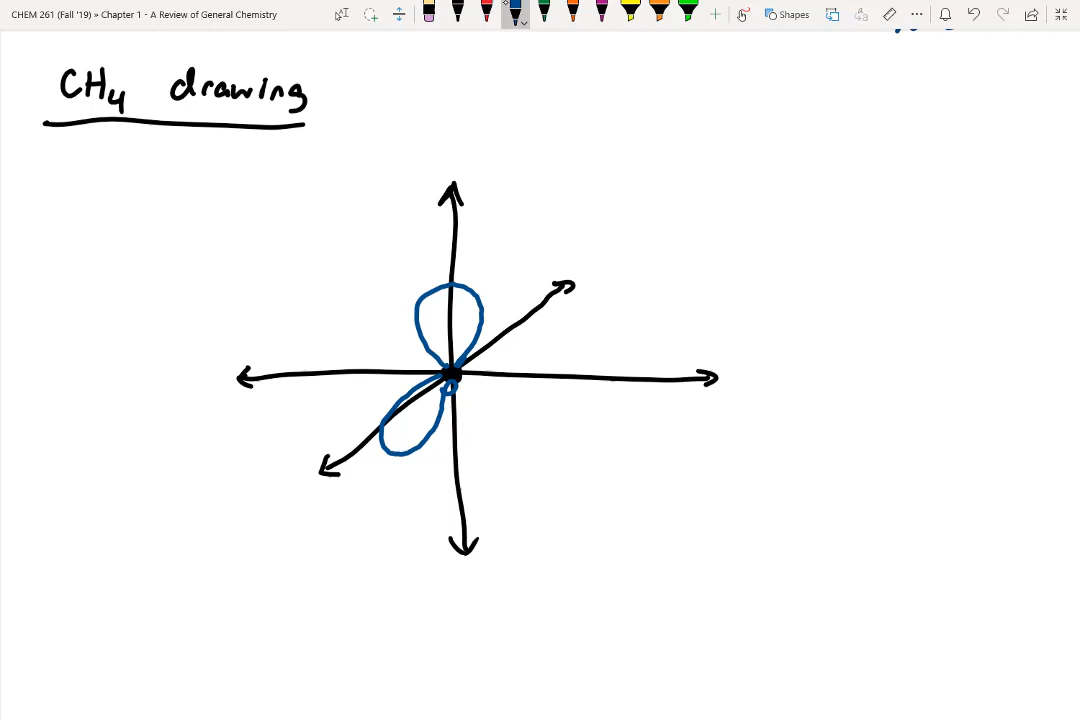 CHEM 261 (Fall '19) » Chapter 1 - A Review of General Chemistry
Shapes
CH4 drawing